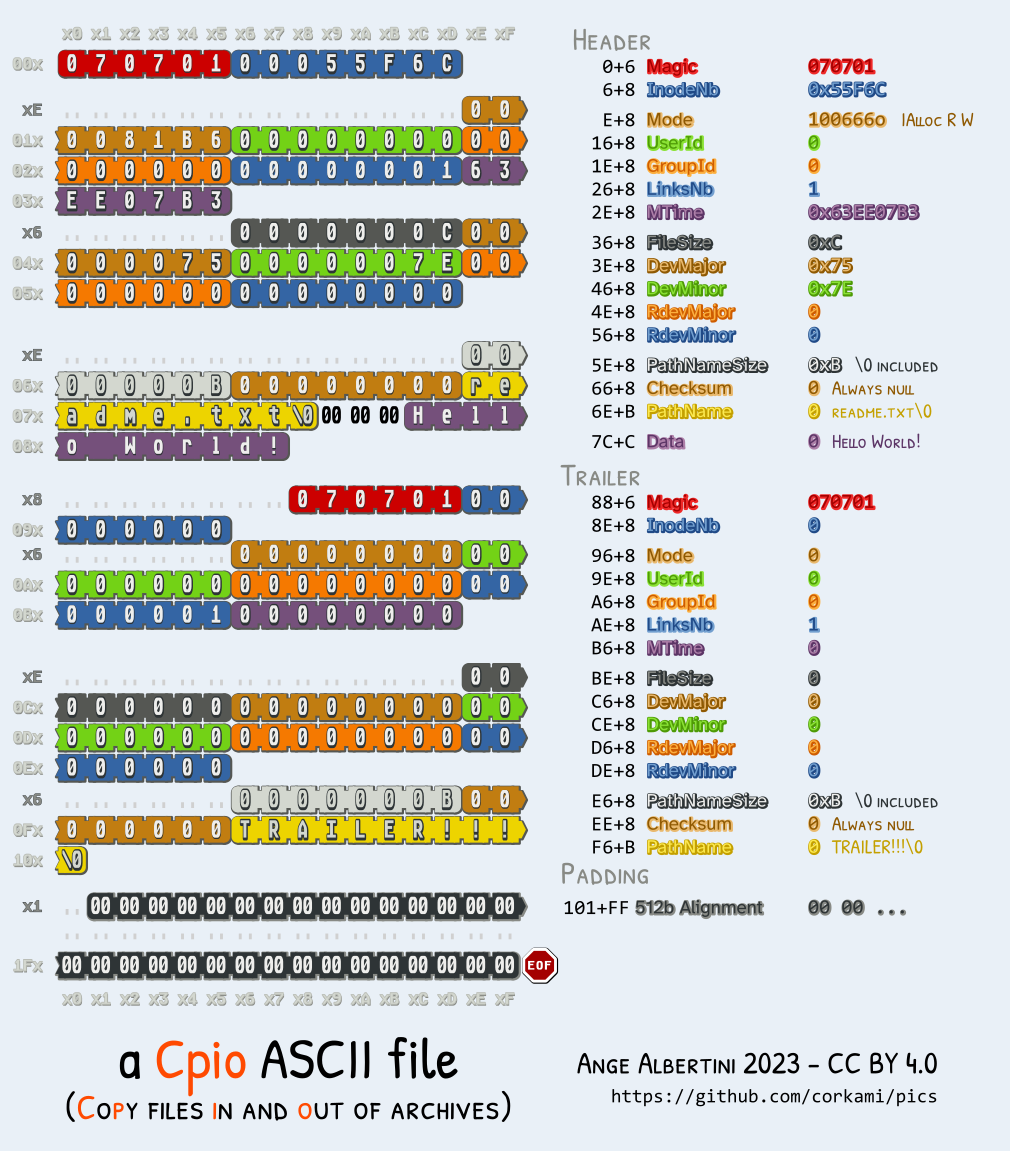 x0 x1 x2 x3 x4 x5 x6 x7 x8 x9 xA xB xC xD xE xF
00x 0 7 0 7 0 1 0 0 0 5 5 F 6 C
xE .. .. .. .. .. .. .. .. .. .. .. .. .. .. 0 0
01x 0 0 8 1 B 6 0 0 0 0 0 0 0 0 0 0
02x 0 0 0 0 0 0 0 0 0 0 0 0 0 1 6 3
03x E E 0 7 B 3
x6 .. .. .. .. .. .. 0 0 0 0 0 0 0 C 0 0
04x 0 0 0 0 7 5 0 0 0 0 0 0 7 E 0 0
05x 0 0 0 0 0 0 0 0 0 0 0 0 0 0
xE .. .. .. .. .. .. .. .. .. .. .. .. .. .. 0 0
06x 0 0 0 0 0 B 0 0 0 0 0 0 0 0 r e
07x a d m e . t x t \0 00 00 00 H e l l
08x o W o r l d !
x8 .. .. .. .. .. .. .. .. 0 7 0 7 0 1 0 0
09x 0 0 0 0 0 0
x6 .. .. .. .. .. .. 0 0 0 0 0 0 0 0 0 0
0Ax 0 0 0 0 0 0 0 0 0 0 0 0 0 0 0 0
0Bx 0 0 0 0 0 1 0 0 0 0 0 0 0 0
xE .. .. .. .. .. .. .. .. .. .. .. .. .. .. 0 0
0Cx 0 0 0 0 0 0 0 0 0 0 0 0 0 0 0 0
0Dx 0 0 0 0 0 0 0 0 0 0 0 0 0 0 0 0
0Ex 0 0 0 0 0 0
x6 .. .. .. .. .. .. 0 0 0 0 0 0 0 B 0 0
0Fx 0 0 0 0 0 0 T R A I L E R ! ! !
10x \0
x1 .. 00 00 00 00 00 00 00 00 00 00 00 00 00 00 00
.. .. .. .. .. .. .. .. .. .. .. .. .. .. .. ..
1Fx 00 00 00 00 00 00 00 00 00 00 00 00 00 00 00 00 EOF
x0 x1 x2 x3 x4 x5 x6 x7 x8 x9 xA xB xC xD xE xF
HEADER
0+6 Magic 070701
6+8 InodeNb 0x55F6C
E+8 Mode 100666o IALLOC R W
16+8 UserId 0
1E+8 GroupId 0
26+8 LinksNb 1
2E+8 MTime 0x63EE07B3
36+8 FileSize 0xC
3E+8 DevMajor 0x75
46+8 DevMinor 0x7E
4E+8 RdevMajor 0
56+8 RdevMinor 0
5E+8 PathNameSize 0xB \0 INCLUDED
66+8 Checksum 0 ALWAYS NULL
6E+B PathName 0 README.TXT\0
7C+C Data 0 HELLO WORLD!
TRAILER
88+6 Magic 070701
8E+8 InodeNb 0
96+8 Mode 0
9E+8 UserId 0
A6+8 GroupId 0
AE+8 LinksNb 1
B6+8 MTime 0
BE+8 FileSize 0
C6+8 DevMajor 0
CE+8 DevMinor 0
D6+8 RdevMajor 0
DE+8 RdevMinor 0
E6+8 PathNameSize 0xB \0 INCLUDED
EE+8 Checksum 0 ALWAYS NULL
F6+B PathName 0 TRAILER!!!\0
PADDING
101+FF 512b Alignment 00 00 ...
a Cpio ASCII file
(COPY FILES IN AND OUT OF ARCHIVES)
ANGE ALBERTINI 2023 – CC BY 4.0
https://github.com/corkami/pics